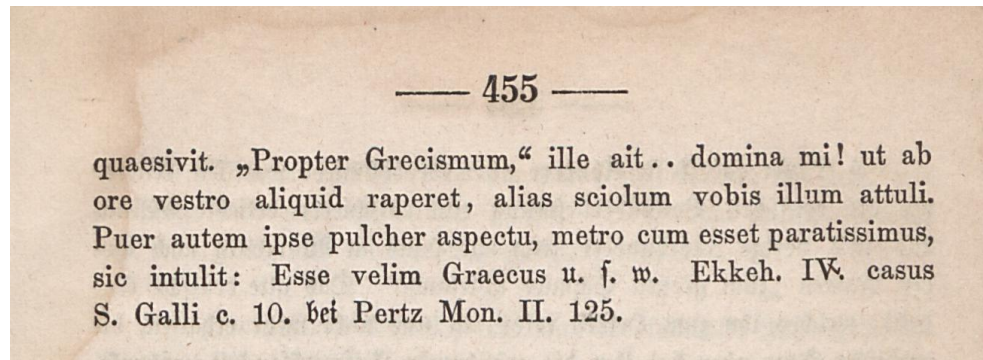 — 455 —
quaesivit. „Propter Grecismum,“ ille ait.. domina mi! ut ab
ore vestro aliquid raperet, alias sciolum vobis illum attuli.
Puer autem ipse pulcher aspectu, metro cum esset paratissimus,
sic intulit: Esse velim Graecus u. ſ. w. Ekkeh. IV. casus
S. Galli c. 10. bei Pertz Mon. II. 125.